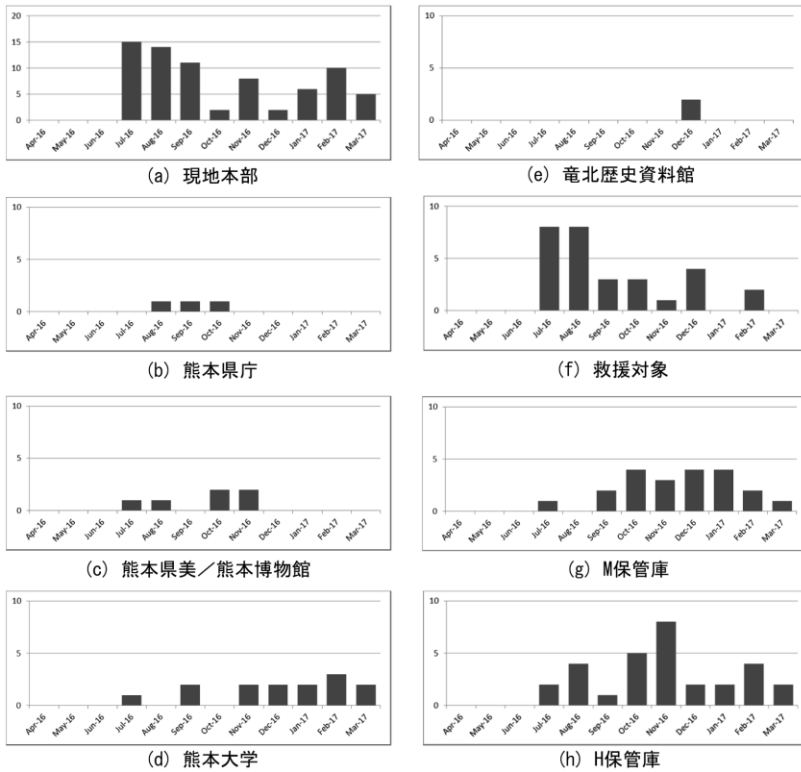 20
15
10
5
0
Apr-16 May-16 Jun-16 Jul-16 Aug-16 Sep-16 Oct-16 Nov-16 Dec-16 Jan-17 Feb-17 Mar-17
(a) 現地本部
10
5
0
Apr-16 May-16 Jun-16 Jul-16 Aug-16 Sep-16 Oct-16 Nov-16 Dec-16 Jan-17 Feb-17 Mar-17
(b) 熊本県庁
10
5
0
Apr-16 May-16 Jun-16 Jul-16 Aug-16 Sep-16 Oct-16 Nov-16 Dec-16 Jan-17 Feb-17 Mar-17
(c) 熊本県美／熊本博物館
10
5
0
Apr-16 May-16 Jun-16 Jul-16 Aug-16 Sep-16 Oct-16 Nov-16 Dec-16 Jan-17 Feb-17 Mar-17
(d) 熊本大学
10
5
0
Apr-16 May-16 Jun-16 Jul-16 Aug-16 Sep-16 Oct-16 Nov-16 Dec-16 Jan-17 Feb-17 Mar-17
(e) 竜北歴史資料館
10
5
0
Apr-16 May-16 Jun-16 Jul-16 Aug-16 Sep-16 Oct-16 Nov-16 Dec-16 Jan-17 Feb-17 Mar-17
(f) 救援対象
10
5
0
Apr-16 May-16 Jun-16 Jul-16 Aug-16 Sep-16 Oct-16 Nov-16 Dec-16 Jan-17 Feb-17 Mar-17
(g) M保管庫
10
5
0
Apr-16 May-16 Jun-16 Jul-16 Aug-16 Sep-16 Oct-16 Nov-16 Dec-16 Jan-17 Feb-17 Mar-17
(h) H保管庫